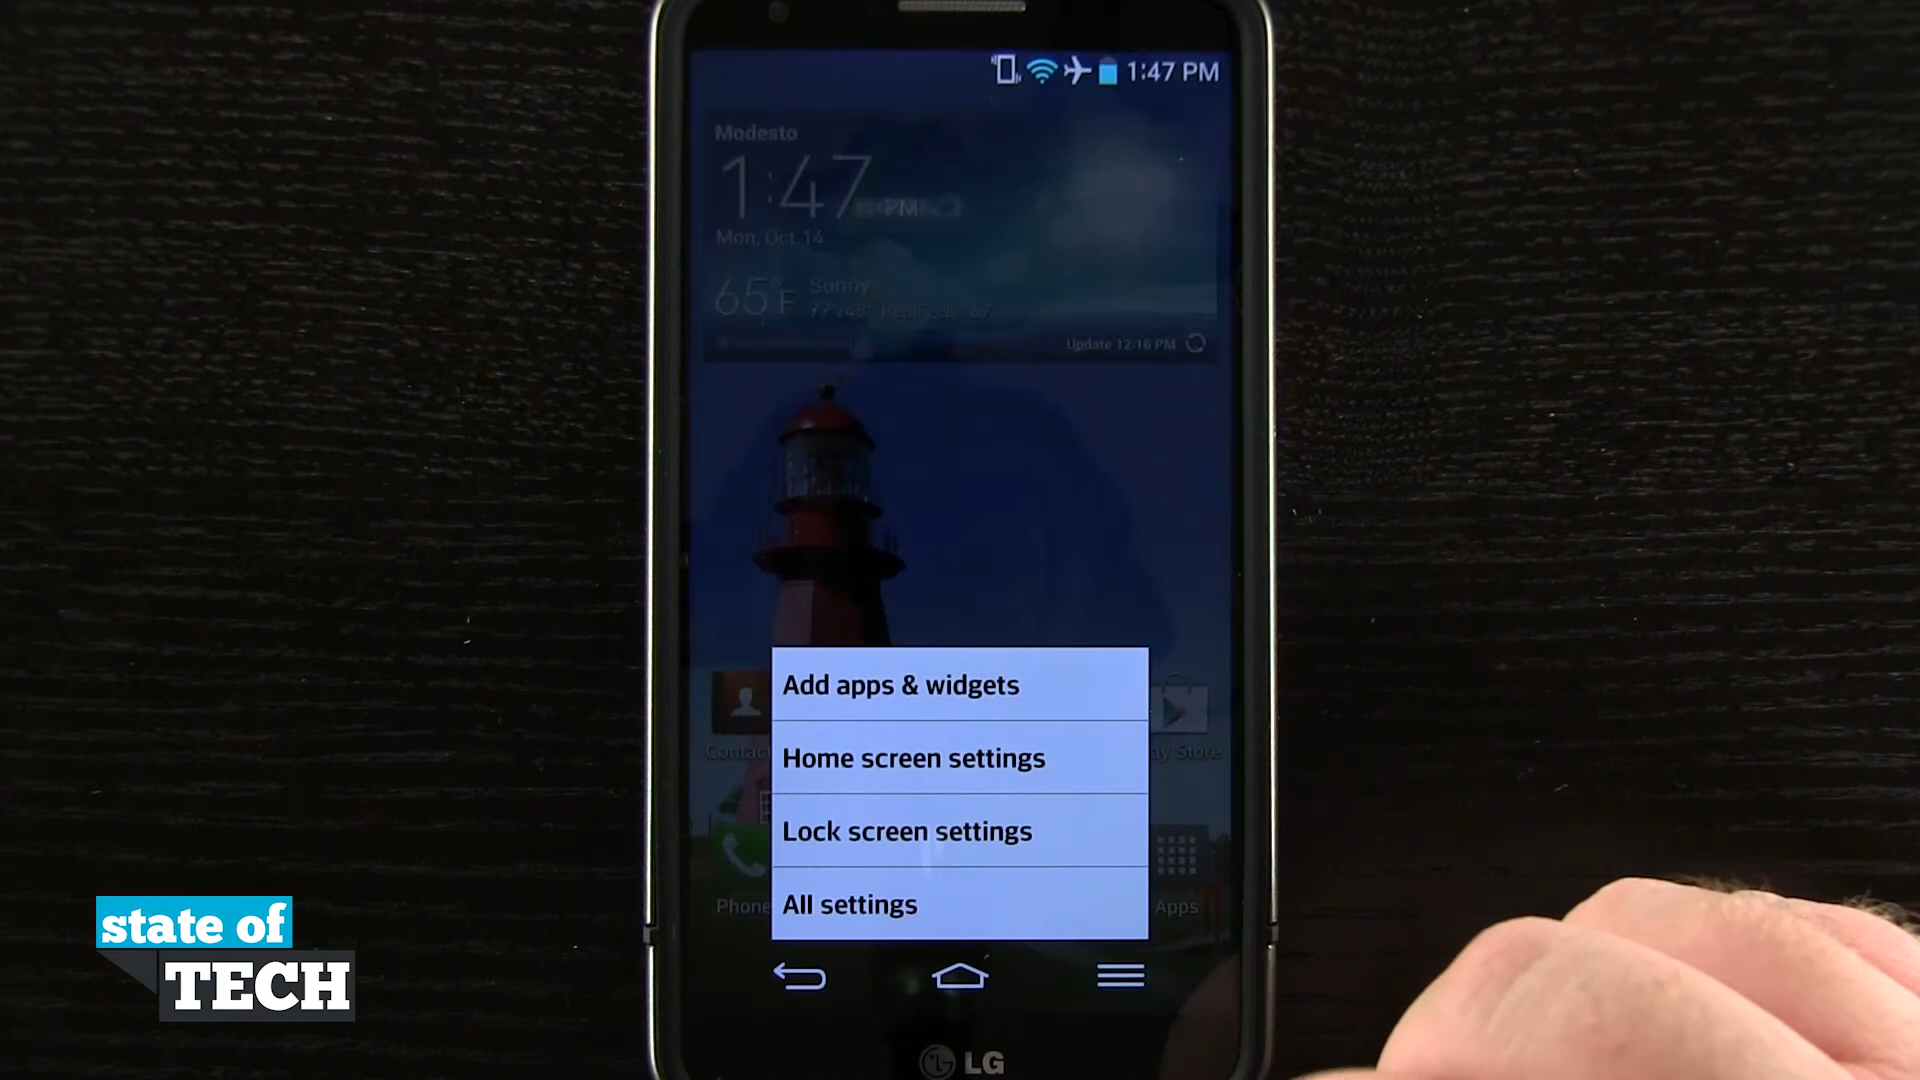 1:47 PM
Modesto
1:47 PM
Mon, Oct 14
65°F Sunny
Update 12:16 PM
Add apps & widgets
Home screen settings
Lock screen settings
All settings
Phone
Apps
LG
state of
TECH